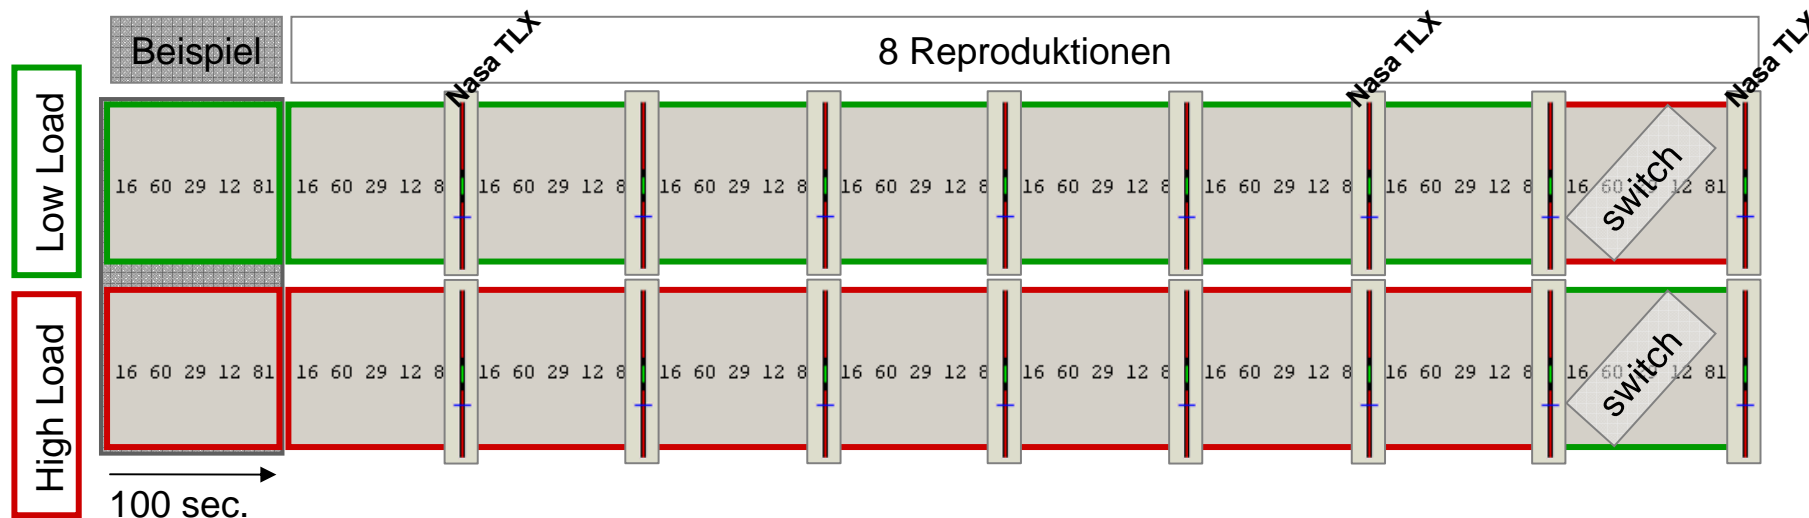 Beispiel
8 Reproduktionen
Nasa TLX
Nasa TLX
Nasa TLX
Low Load
16 60 29 12 81
16 60 29 12 8
16 60 29 12 8
16 60 29 12 8
16 60 29 12 8
16 60 29 12 8
16 60 29 12 8
16 60 29 12 8
16 60 12 81
switch
High Load
16 60 29 12 81
16 60 29 12 8
16 60 29 12 8
16 60 29 12 8
16 60 29 12 8
16 60 29 12 8
16 60 29 12 8
16 60 29 12 8
16 60 12 81
switch
100 sec.